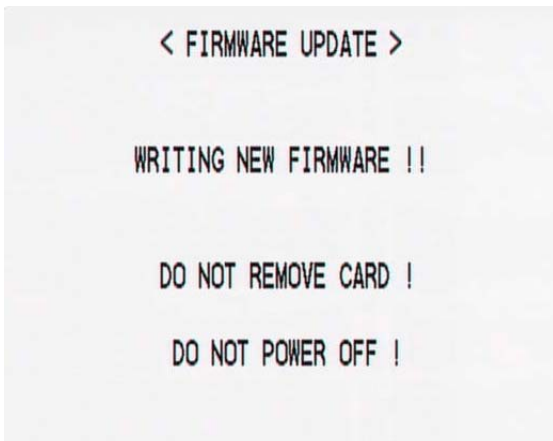 < FIRMWARE UPDATE >
WRITING NEW FIRMWARE !!
DO NOT REMOVE CARD !
DO NOT POWER OFF !